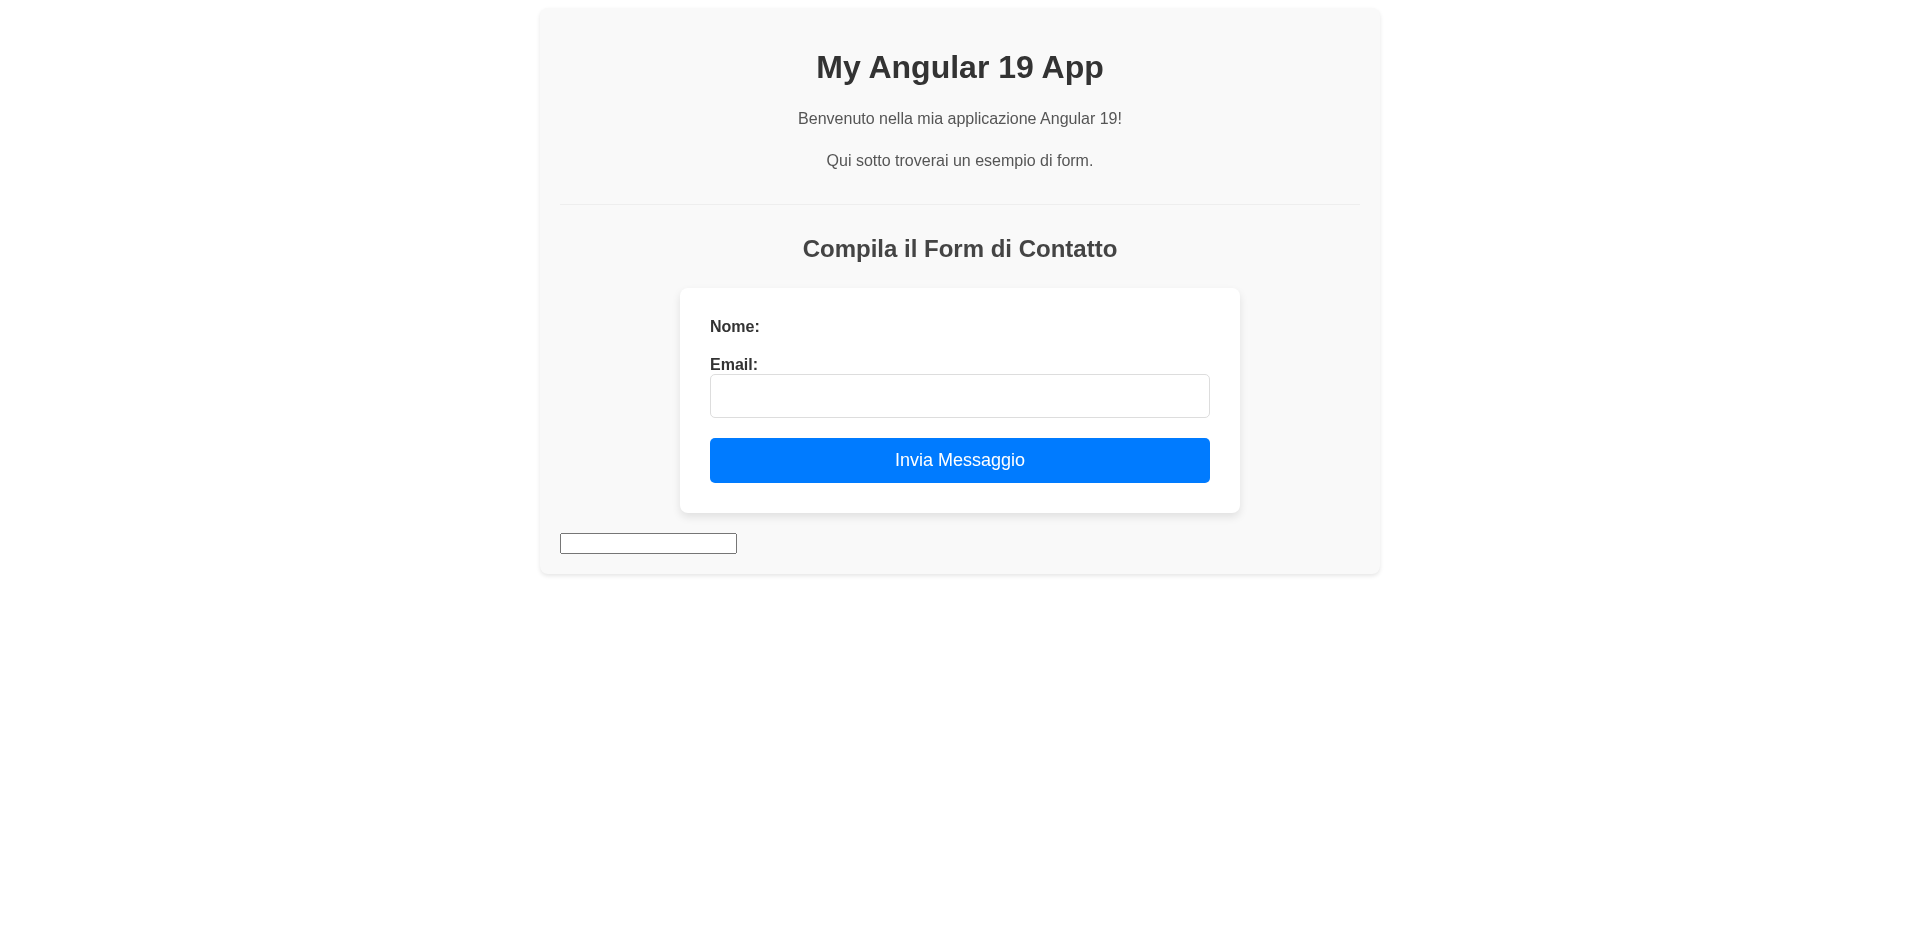 My Angular 19 App
Benvenuto nella mia applicazione Angular 19!
Qui sotto troverai un esempio di form.
Compila il Form di Contatto
Nome:
Email:
Invia Messaggio